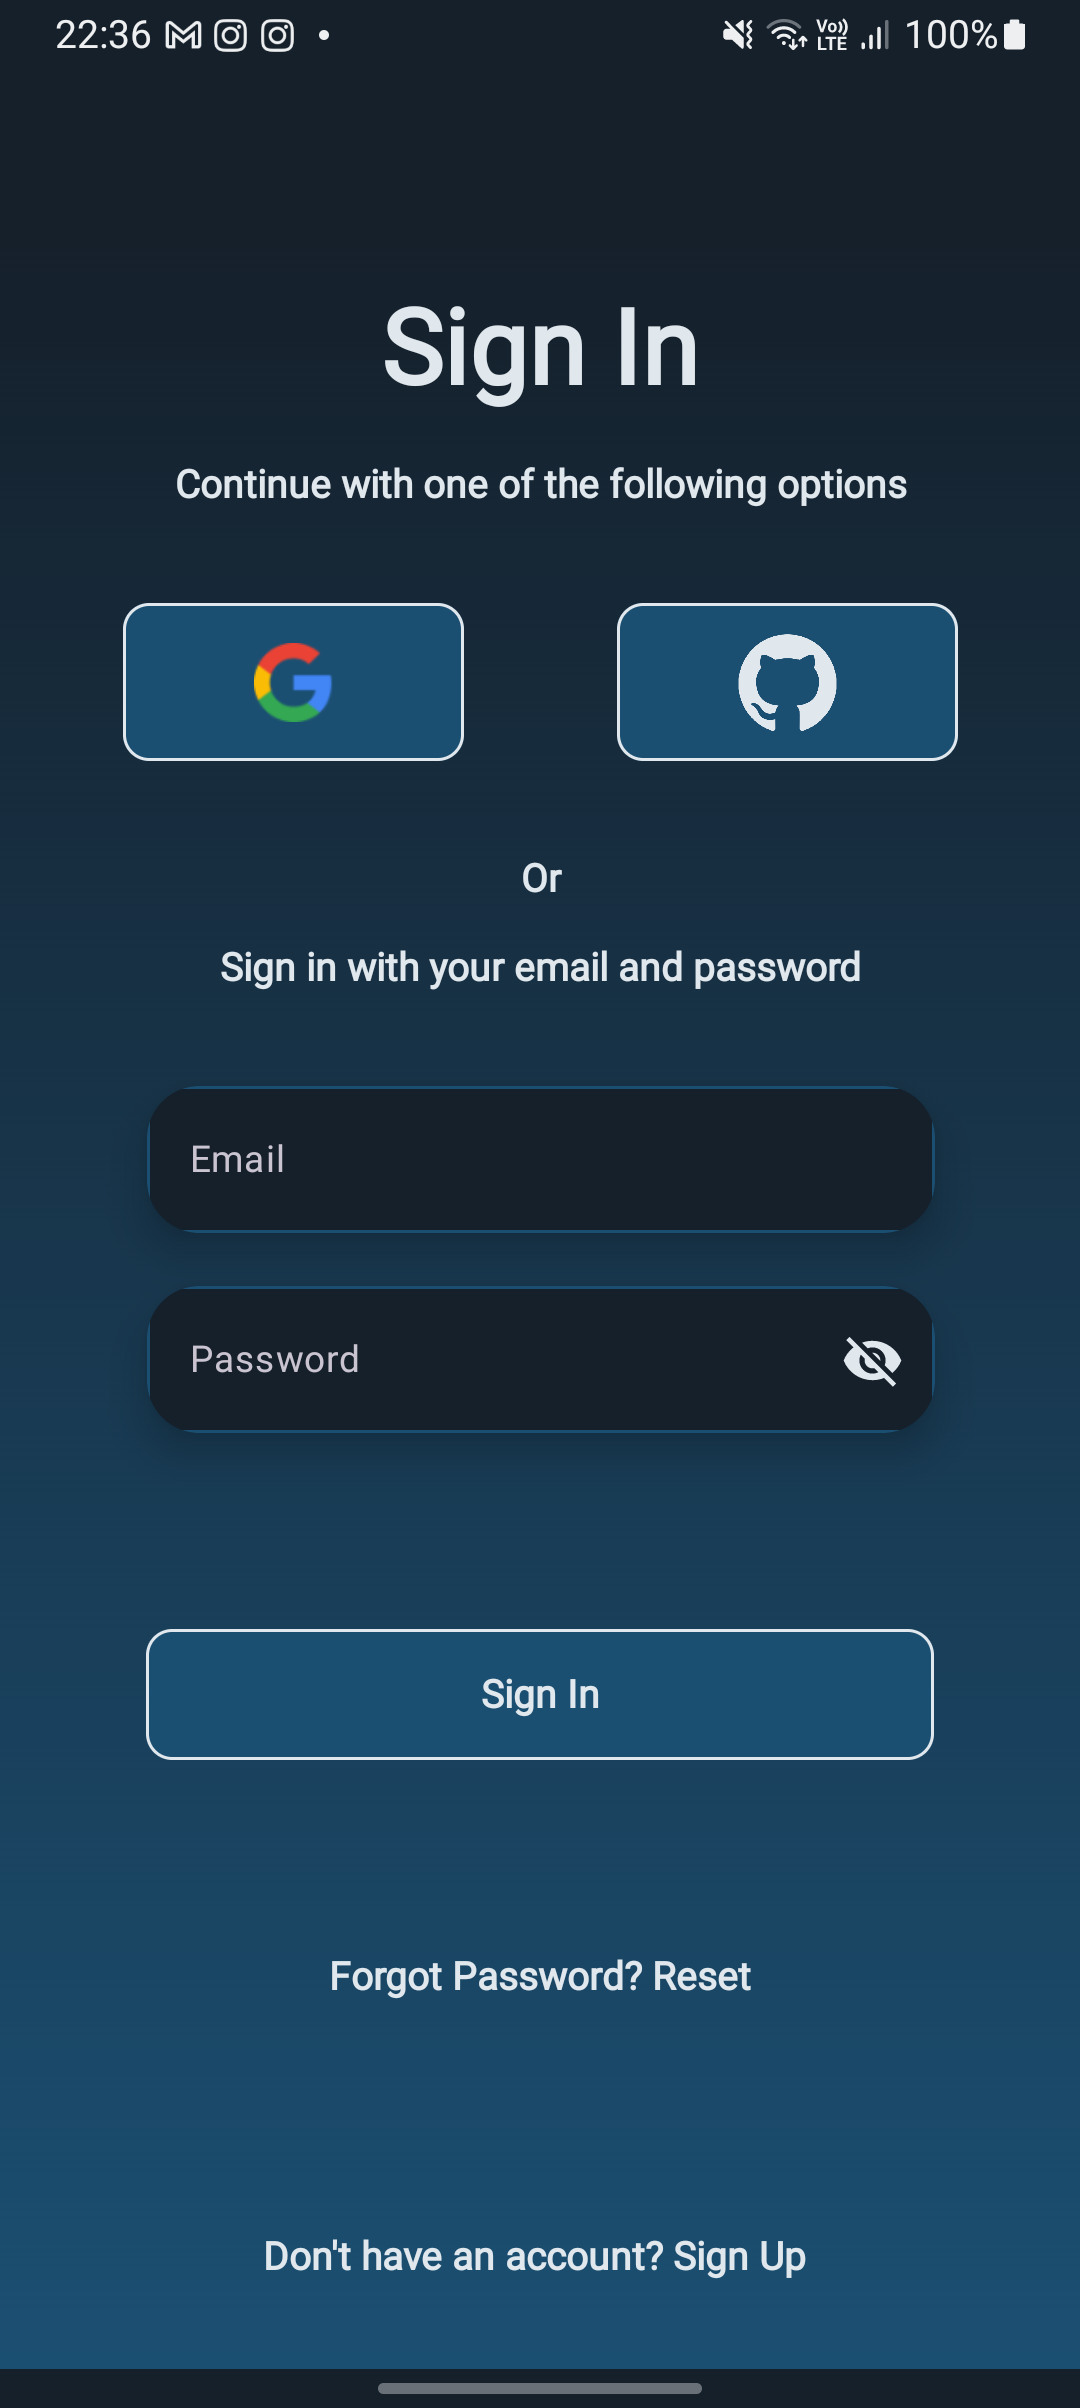 22:36 Vo)) LTE 100%
Sign In
Continue with one of the following options
Or
Sign in with your email and password
Email
Password
Sign In
Forgot Password? Reset
Don't have an account? Sign Up